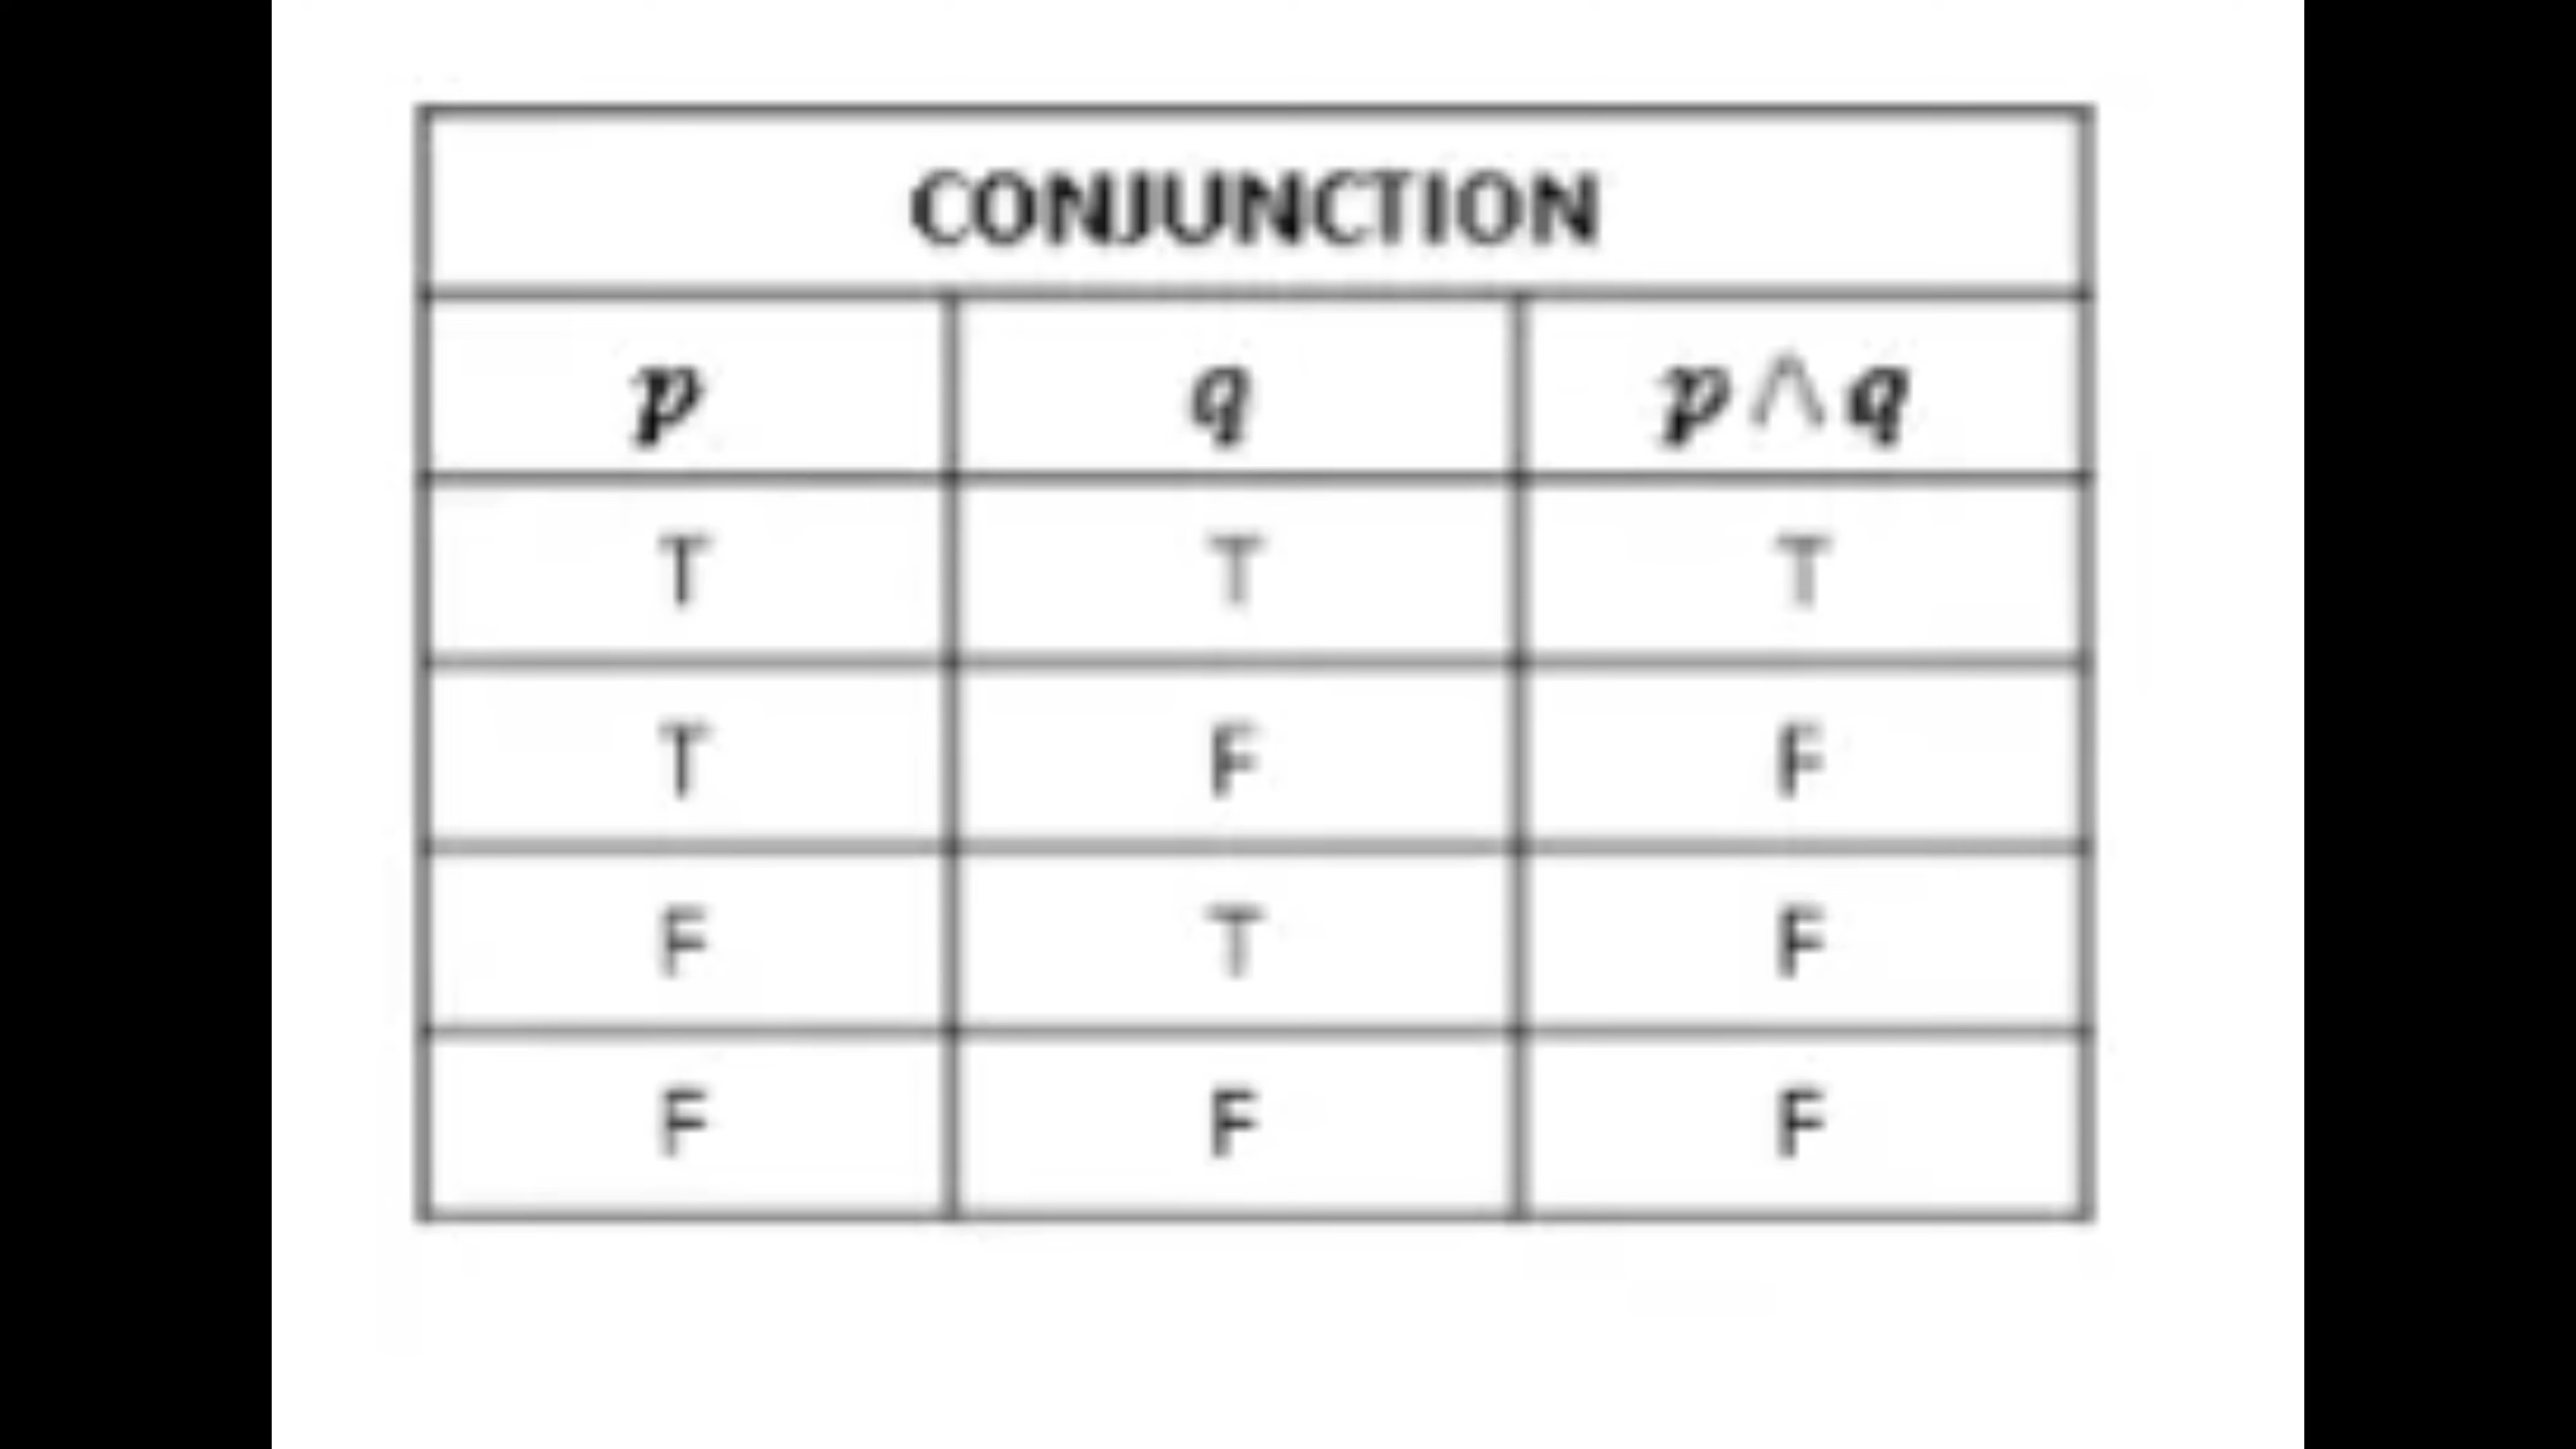 CONJUNCTION
p q p ∧ q
T T T
T F F
F T F
F F F